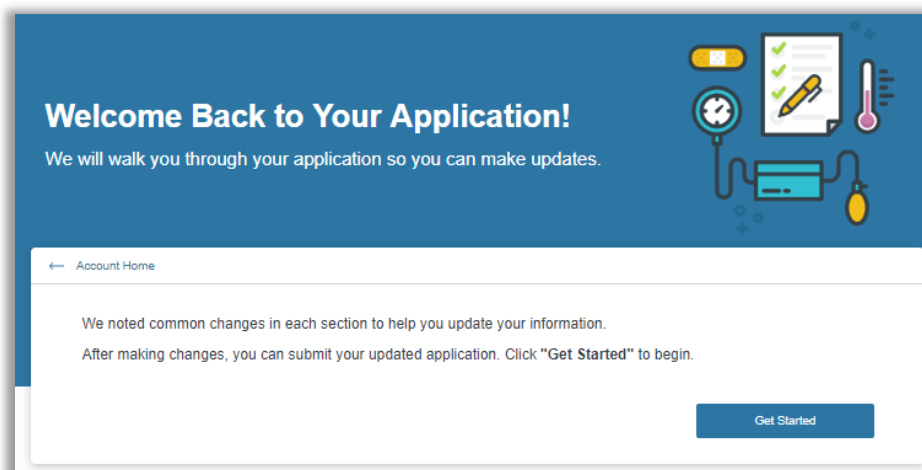 Welcome Back to Your Application!
We will walk you through your application so you can make updates.
← Account Home
We noted common changes in each section to help you update your information.
After making changes, you can submit your updated application. Click "Get Started" to begin.
Get Started